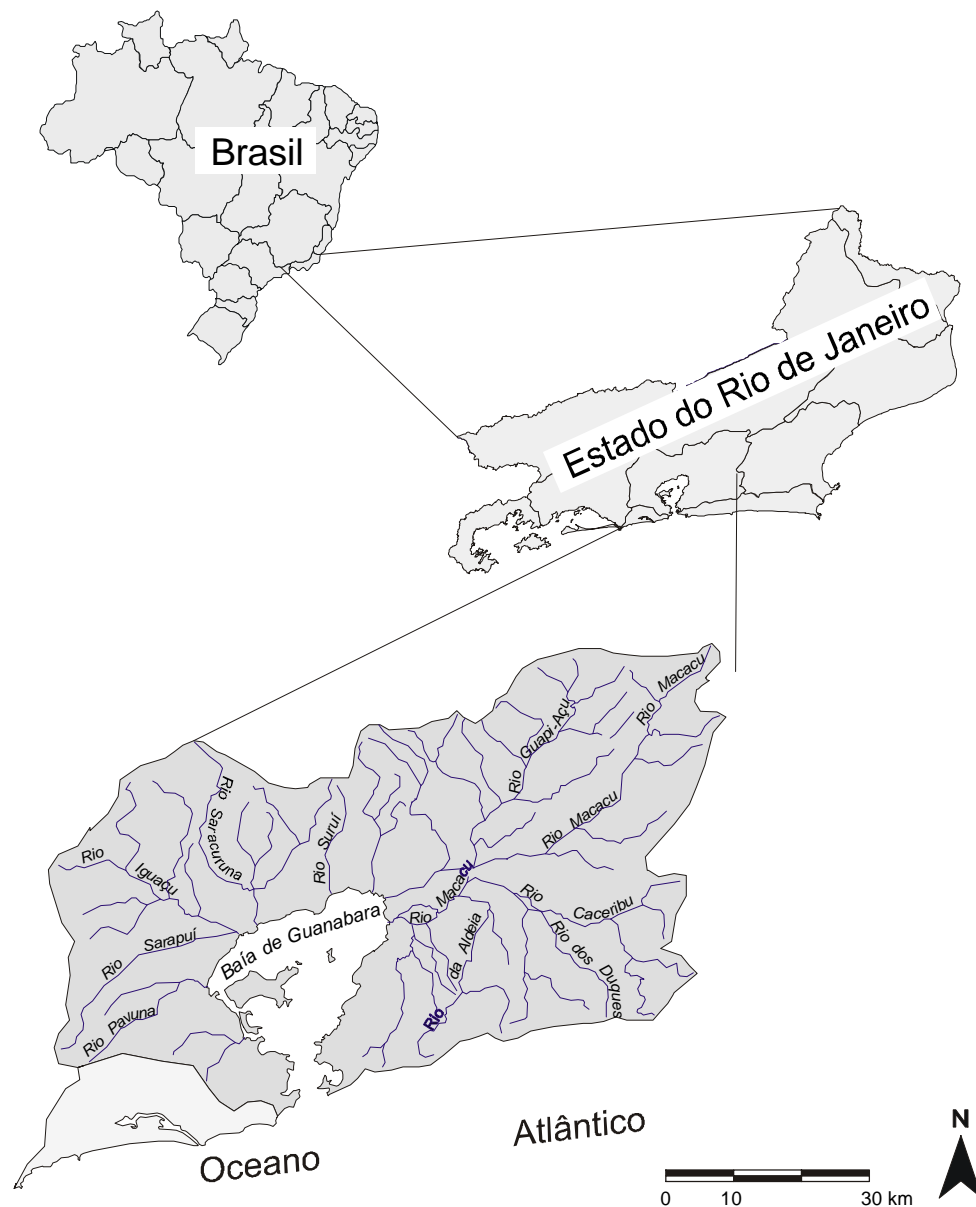 Brasil
Estado do Rio de Janeiro
Rio Macacu
Rio Guapi-Açu
Rio Macacu
Rio Saracuruna
Rio Suruí
Rio Iguaçu
Rio Macacu
Rio Caceribu
Rio Sarapuí
Baía de Guanabara
Rio da Aldeia
Rio dos Duques
Rio Pavuna
Oceano Atlântico
N
0 10 30 km